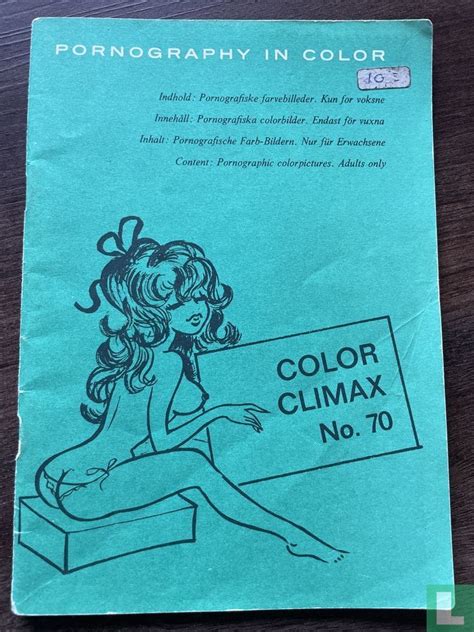 PORNOGRAPHY IN COLOR
10 =
Indhold: Pornografiske farvebilleder. Kun for voksne
Innehåll: Pornografiska colorbilder. Endast för vuxna
Inhalt: Pornografische Farb-Bildern. Nur für Erwachsene
Content: Pornographic colorpictures. Adults only
COLOR
CLIMAX
No. 70
L